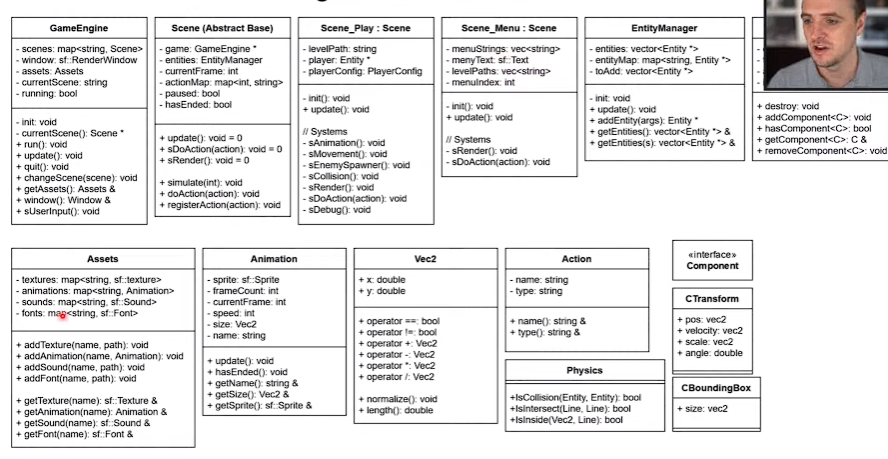 GameEngine
- scenes: map<string, Scene>
- window: sf::RenderWindow
- assets: Assets
- currentScene: string
- running: bool
- init: void
- currentScene(): Scene *
+ run(): void
+ update(): void
+ quit(): void
+ changeScene(scene): void
+ getAssets(): Assets &
+ window(): Window &
+ sUserInput(): void
Scene (Abstract Base)
- game: GameEngine *
- entities: EntityManager
- currentFrame: int
- actionMap: map<int, string>
- paused: bool
- hasEnded: bool
+ update(): void = 0
+ sDoAction(action): void = 0
+ sRender(): void = 0
+ simulate(int): void
+ doAction(action): void
+ registerAction(action): void
Scene_Play : Scene
- levelPath: string
- player: Entity *
- playerConfig: PlayerConfig
- init(): void
+ update(): void
// Systems
- sAnimation(): void
- sMovement(): void
- sEnemySpawner(): void
- sCollision(): void
- sRender(): void
- sDoAction(action): void
- sDebug(): void
Scene_Menu : Scene
- menuStrings: vec<string>
- menyText: sf::Text
- levelPaths: vec<string>
- menuIndex: int
- init(): void
+ update(): void
// Systems
- sRender(): void
- sDoAction(action): void
EntityManager
- entities: vector<Entity *>
- entityMap: map<string, Entity *>
- toAdd: vector<Entity *>
- init: void
+ update(): void
+ addEntity(args): Entity *
+ getEntities(): vector<Entity *> &
+ getEntities(s): vector<Entity *> &
+ destroy: void
+ addComponent<C>: void
+ hasComponent<C>: bool
+ getComponent<C>: C &
+ removeComponent<C>: void
Assets
- textures: map<string, sf::texture>
- animations: map<string, Animation>
- sounds: map<string, sf::Sound>
- fonts: map<string, sf::Font>
+ addTexture(name, path): void
+ addAnimation(name, Animation): void
+ addSound(name, path): void
+ addFont(name, path): void
+ getTexture(name): sf::Texture &
+ getAnimation(name): Animation &
+ getSound(name): sf::Sound &
+ getFont(name): sf::Font &
Animation
- sprite: sf::Sprite
- frameCount: int
- currentFrame: int
- speed: int
- size: Vec2
- name: string
+ update(): void
+ hasEnded(): void
+ getName(): string &
+ getSize(): Vec2 &
+ getSprite(): sf::Sprite &
Vec2
+ x: double
+ y: double
+ operator ==: bool
+ operator !=: bool
+ operator +: Vec2
+ operator -: Vec2
+ operator *: Vec2
+ operator /: Vec2
+ normalize(): void
+ length(): double
Action
- name: string
- type: string
+ name(): string &
+ type(): string &
Physics
+IsCollision(Entity, Entity): bool
+IsIntersect(Line, Line): bool
+IsInside(Vec2, Line): bool
«interface»
Component
CTransform
+ pos: vec2
+ velocity: vec2
+ scale: vec2
+ angle: double
CBoundingBox
+ size: vec2